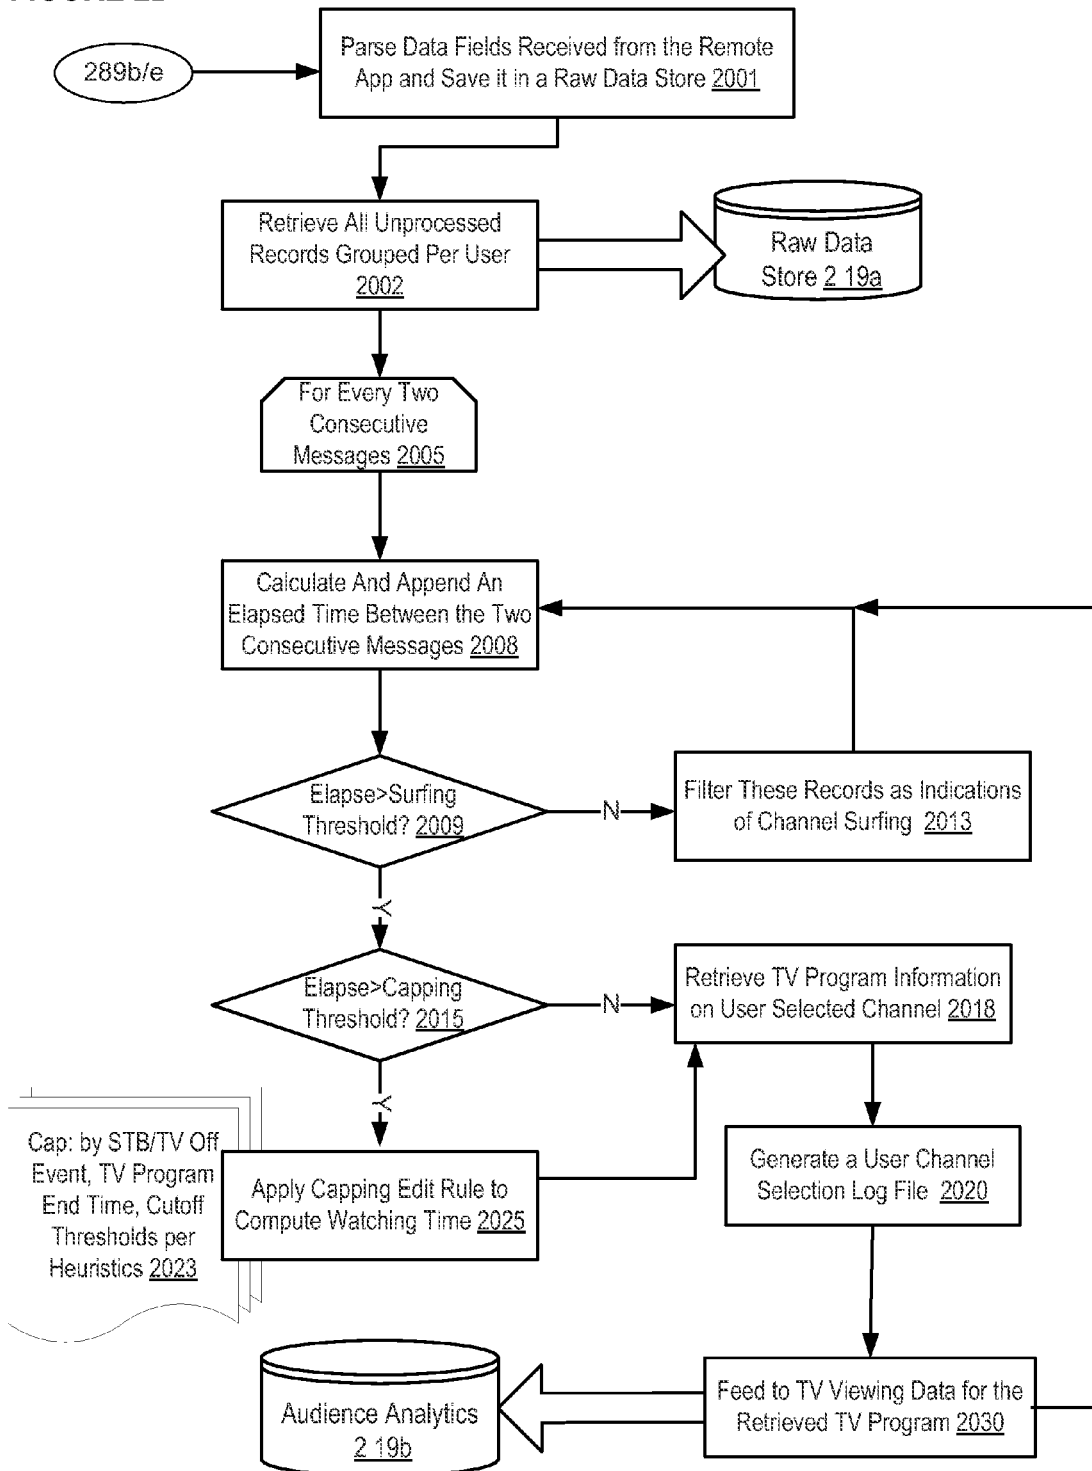 289b/e
Parse Data Fields Received from the Remote
App and Save it in a Raw Data Store 2001
Retrieve All Unprocessed
Records Grouped Per User
2002
Raw Data
Store 2 19a
For Every Two
Consecutive
Messages 2005
Calculate And Append An
Elapsed Time Between the Two
Consecutive Messages 2008
Elapse>Surfing
Threshold? 2009
N
Filter These Records as Indications
of Channel Surfing 2013
Y
Elapse>Capping
Threshold? 2015
N
Retrieve TV Program Information
on User Selected Channel 2018
Y
Cap: by STB/TV Off
Event, TV Program
End Time, Cutoff
Thresholds per
Heuristics 2023
Apply Capping Edit Rule to
Compute Watching Time 2025
Generate a User Channel
Selection Log File 2020
Audience Analytics
2 19b
Feed to TV Viewing Data for the
Retrieved TV Program 2030